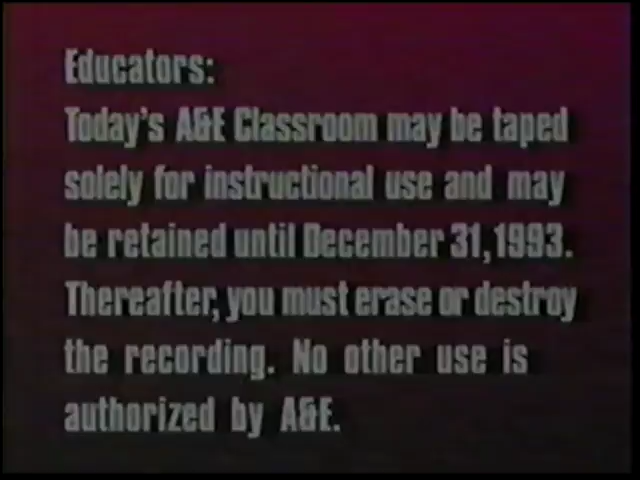 Educators:
Today's A&E Classroom may be taped
solely for instructional use and may
be retained until December 31, 1993.
Thereafter, you must erase or destroy
the recording. No other use is
authorized by A&E.